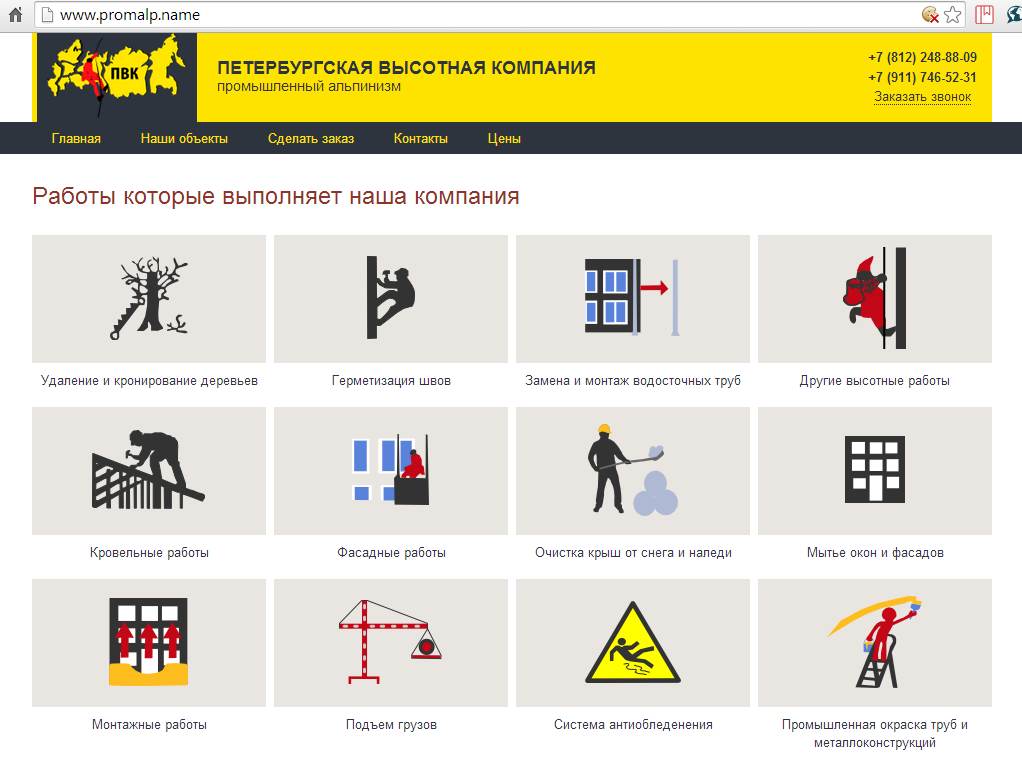 www.promalp.name
ПВК
ПЕТЕРБУРГСКАЯ ВЫСОТНАЯ КОМПАНИЯ
промышленный альпинизм
+7 (812) 248-88-09
+7 (911) 746-52-31
Заказать звонок
Главная Наши объекты Сделать заказ Контакты Цены
Работы которые выполняет наша компания
Удаление и кронирование деревьев
Герметизация швов
Замена и монтаж водосточных труб
Другие высотные работы
Кровельные работы
Фасадные работы
Очистка крыш от снега и наледи
Мытье окон и фасадов
Монтажные работы
Подъем грузов
Система антиобледенения
Промышленная окраска труб и
металлоконструкций